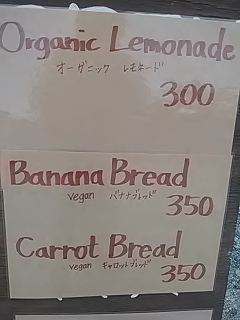 Organic Lemonade
オーガニック レモネード
300
Banana Bread
vegan バナナブレッド
350
Carrot Bread
vegan キャロットブレッド
350